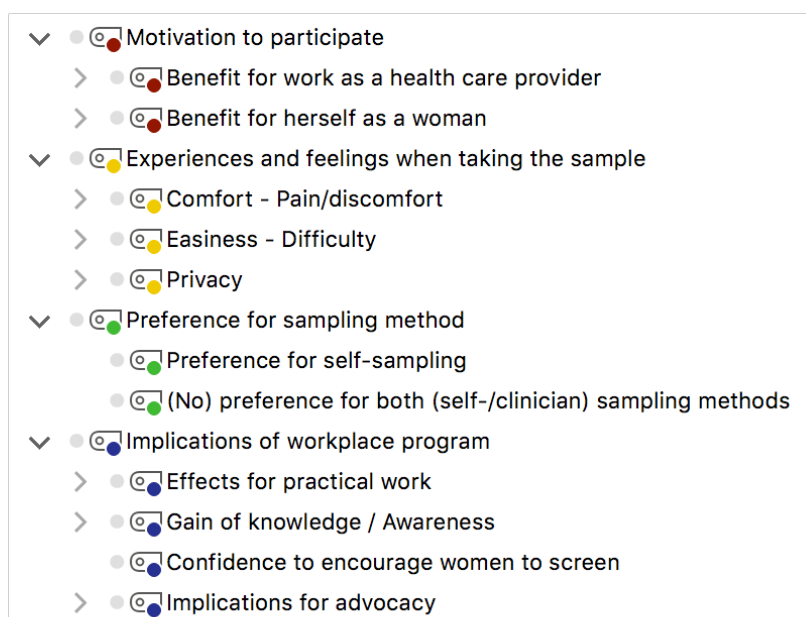 Motivation to participate
Benefit for work as a health care provider
Benefit for herself as a woman
Experiences and feelings when taking the sample
Comfort - Pain/discomfort
Easiness - Difficulty
Privacy
Preference for sampling method
Preference for self-sampling
(No) preference for both (self-/clinician) sampling methods
Implications of workplace program
Effects for practical work
Gain of knowledge / Awareness
Confidence to encourage women to screen
Implications for advocacy